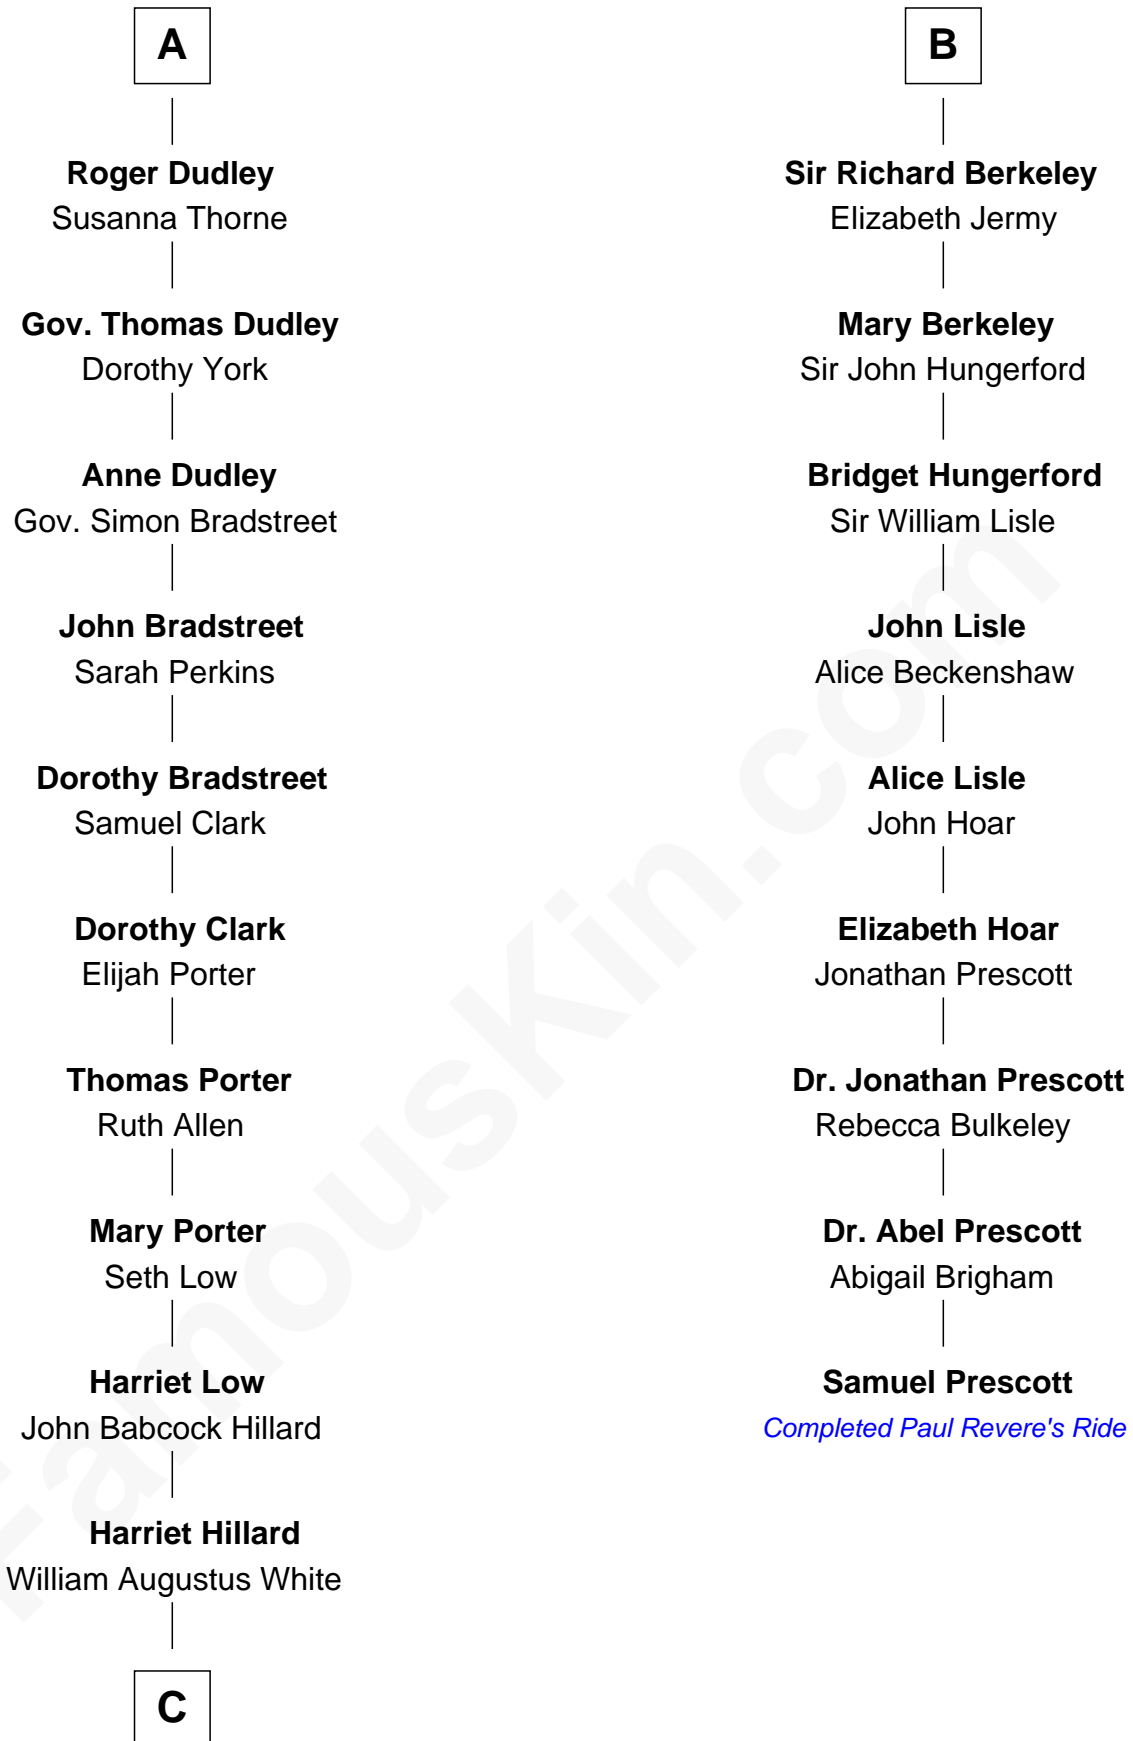 A
Roger Dudley
Susanna Thorne
Gov. Thomas Dudley
Dorothy York
Anne Dudley
Gov. Simon Bradstreet
John Bradstreet
Sarah Perkins
Dorothy Bradstreet
Samuel Clark
Dorothy Clark
Elijah Porter
Thomas Porter
Ruth Allen
Mary Porter
Seth Low
Harriet Low
John Babcock Hillard
Harriet Hillard
William Augustus White
C
B
Sir Richard Berkeley
Elizabeth Jermy
Mary Berkeley
Sir John Hungerford
Bridget Hungerford
Sir William Lisle
John Lisle
Alice Beckenshaw
Alice Lisle
John Hoar
Elizabeth Hoar
Jonathan Prescott
Dr. Jonathan Prescott
Rebecca Bulkeley
Dr. Abel Prescott
Abigail Brigham
Samuel Prescott
Completed Paul Revere's Ride
FamousKin.com